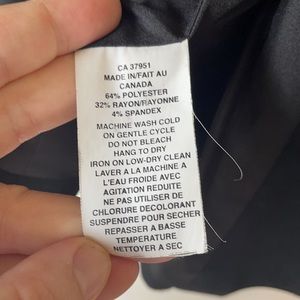 CA 37951
MADE IN/FAIT AU
CANADA
64% POLYESTER
32% RAYON/RAYONNE
4% SPANDEX
MACHINE WASH COLD
ON GENTLE CYCLE
DO NOT BLEACH
HANG TO DRY
IRON ON LOW-DRY CLEAN
LAVER A LA MACHINE A
L'EAU FROIDE AVEC
AGITATION REDUITE
NE PAS UTILISER DE
CHLORURE DECOLORANT
SUSPENDRE POUR SECHER
REPASSER A BASSE
TEMPERATURE
NETTOYER A SEC